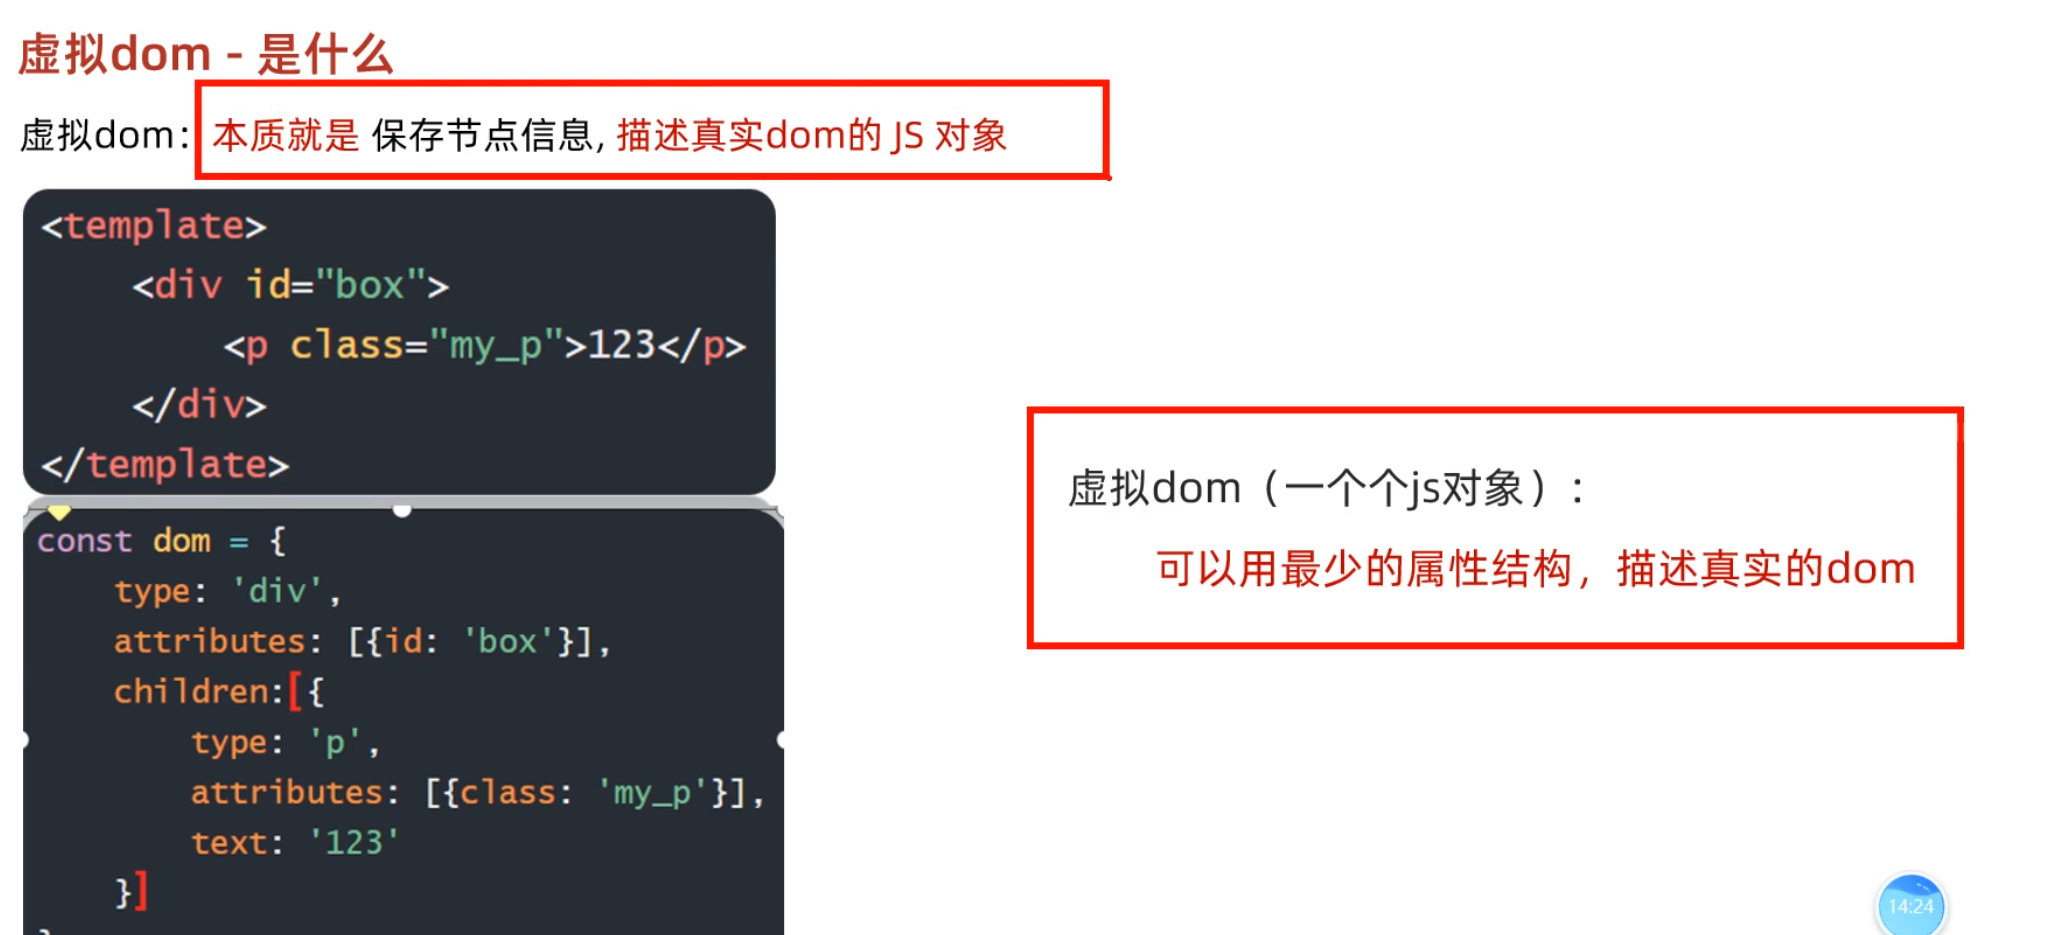 虚拟dom - 是什么
虚拟dom：本质就是 保存节点信息, 描述真实dom的 JS 对象
<template>
    <div id="box">
        <p class="my_p">123</p>
    </div>
</template>
const dom = {
    type: 'div',
    attributes: [{id: 'box'}],
    children:[{
        type: 'p',
        attributes: [{class: 'my_p'}],
        text: '123'
    }]
虚拟dom（一个个js对象）:
可以用最少的属性结构，描述真实的dom
14:24